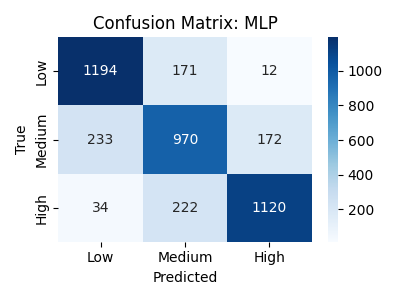 Confusion Matrix: MLP
True
Low
1194 171 12
Medium
233 970 172
High
34 222 1120
Low Medium High
Predicted
1000
800
600
400
200